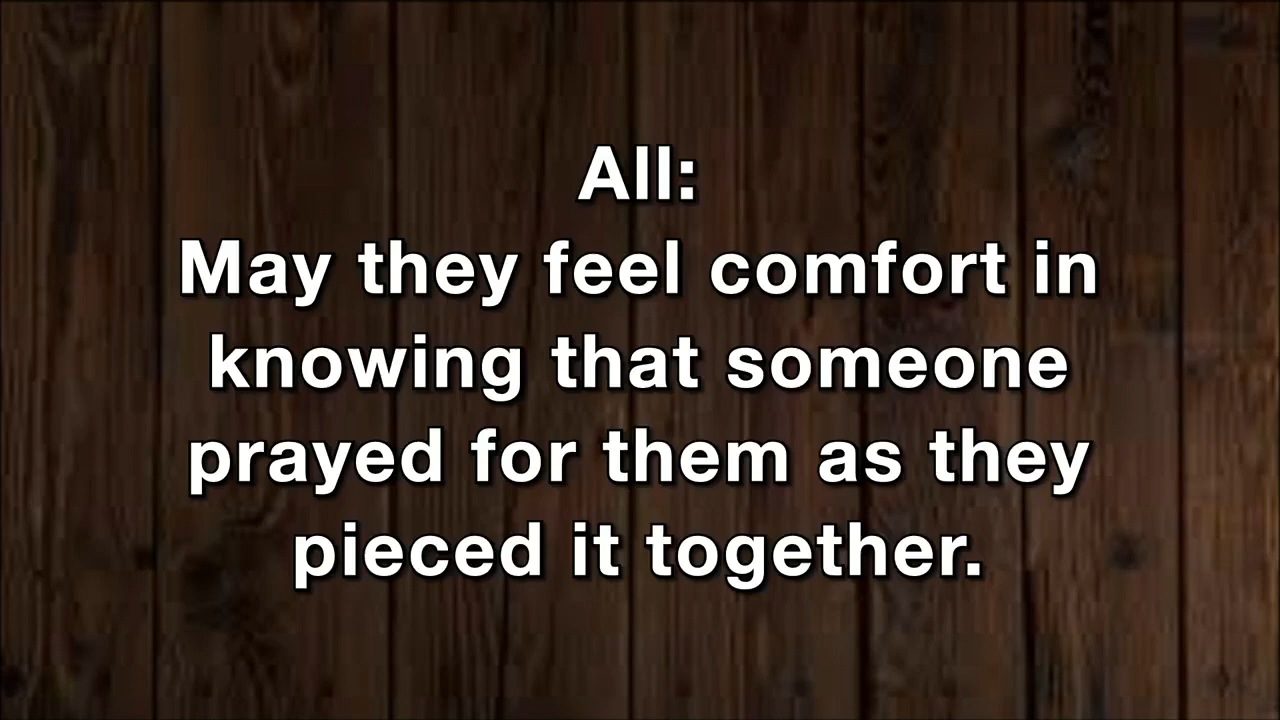 All:
May they feel comfort in
knowing that someone
prayed for them as they
pieced it together.